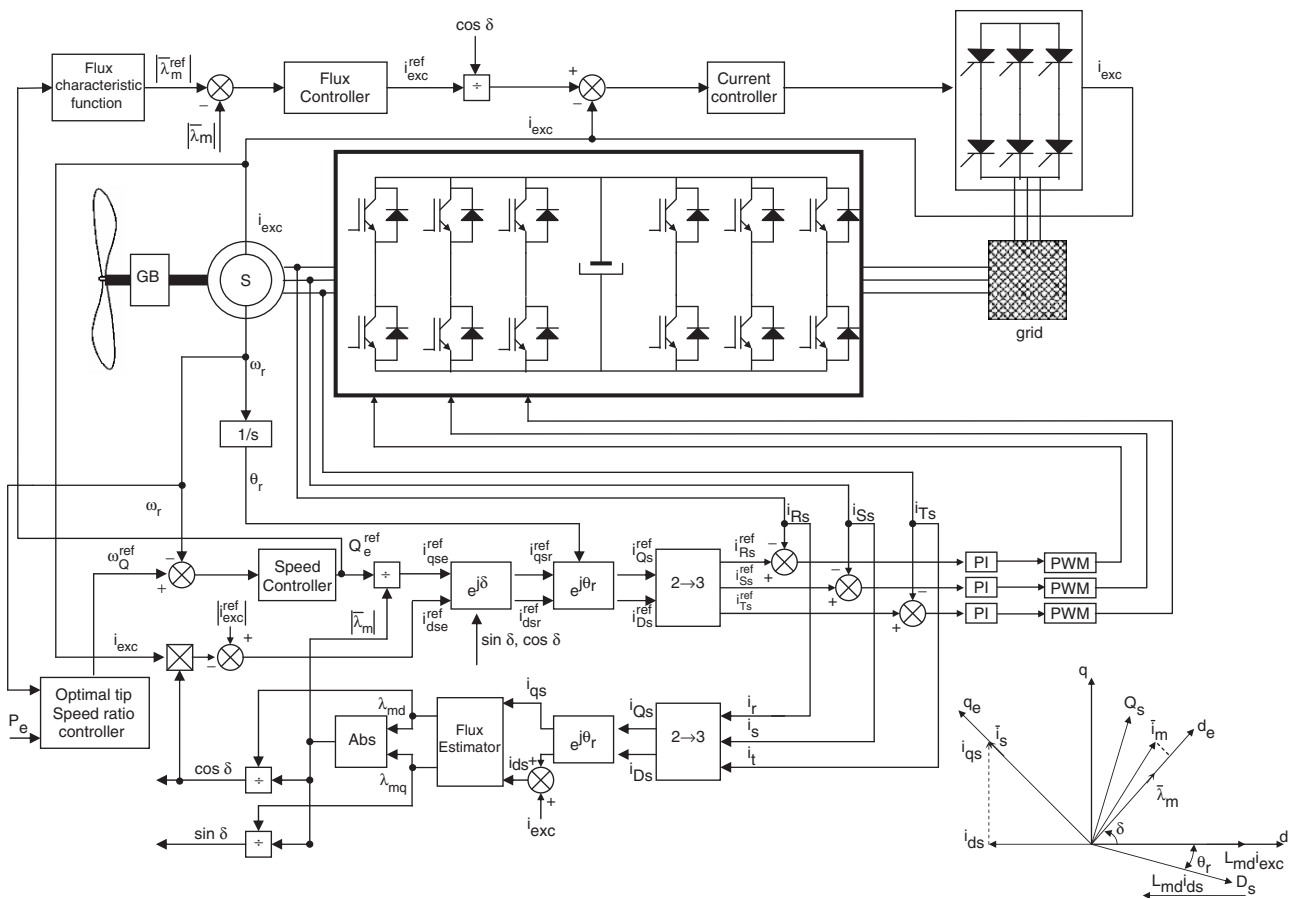 cos δ
Flux
characteristic
function
|λ̅ₘ^ref|
−
|λ̅ₘ|
Flux
Controller
i_exc^ref
÷
+
−
i_exc
Current
controller
i_exc
i_exc
GB
S
grid
ω_r
1/s
θ_r
ω_r
ω_Q^ref
−
+
Speed
Controller
Q_e^ref
÷
|λ̅ₘ|
i_qse^ref
i_dse^ref
e^jδ
sin δ, cos δ
i_qsr^ref
i_dsr^ref
e^jθ_r
i_Qs^ref
i_Ds^ref
2→3
i_Rs
i_Ss
i_Ts
i_Rs^ref
i_Ss^ref
i_Ts^ref
−
+
−
+
−
+
PI
PWM
PI
PWM
PI
PWM
i_exc
|i_exc^ref|
+
−
Optimal tip
Speed ratio
controller
P_e
cos δ
÷
sin δ
÷
Abs
λ_md
λ_mq
Flux
Estimator
i_qs
i_ds
+
+
i_exc
e^jθ_r
i_Qs
i_Ds
2→3
i_r
i_s
i_t
q
q_e
Q_s
d_e
i̅_s
i̅_m
i_qs
λ̅_m
δ
i_ds
d
L_md i_exc
θ_r
D_s
L_md i_ds